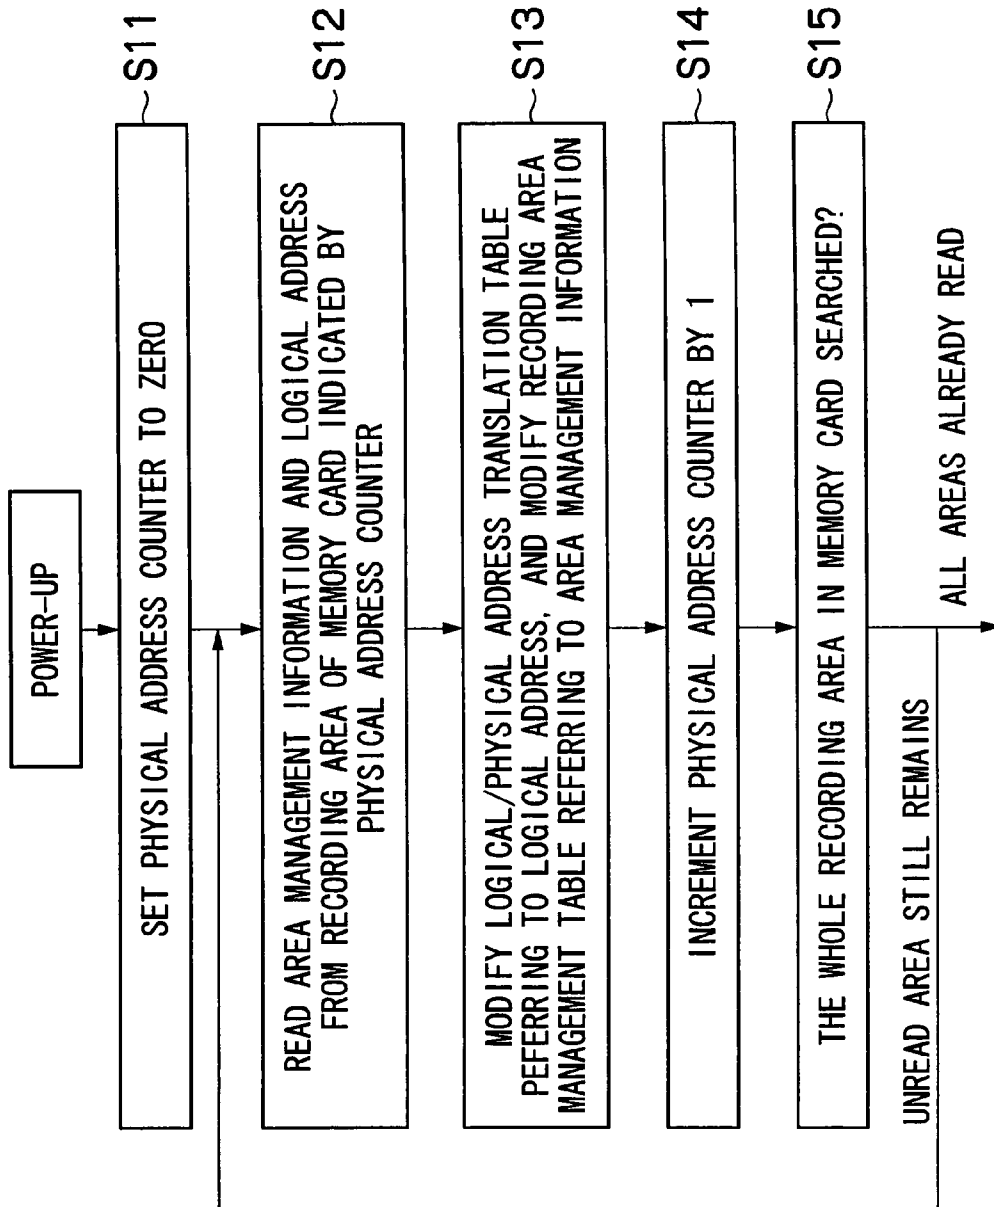 POWER-UP
SET PHYSICAL ADDRESS COUNTER TO ZERO
S11
READ AREA MANAGEMENT INFORMATION AND LOGICAL ADDRESS
FROM RECORDING AREA OF MEMORY CARD INDICATED BY
PHYSICAL ADDRESS COUNTER
S12
MODIFY LOGICAL/PHYSICAL ADDRESS TRANSLATION TABLE
PEFERRING TO LOGICAL ADDRESS, AND MODIFY RECORDING AREA
MANAGEMENT TABLE REFERRING TO AREA MANAGEMENT INFORMATION
S13
INCREMENT PHYSICAL ADDRESS COUNTER BY 1
S14
THE WHOLE RECORDING AREA IN MEMORY CARD SEARCHED?
S15
UNREAD AREA STILL REMAINS
ALL AREAS ALREADY READ